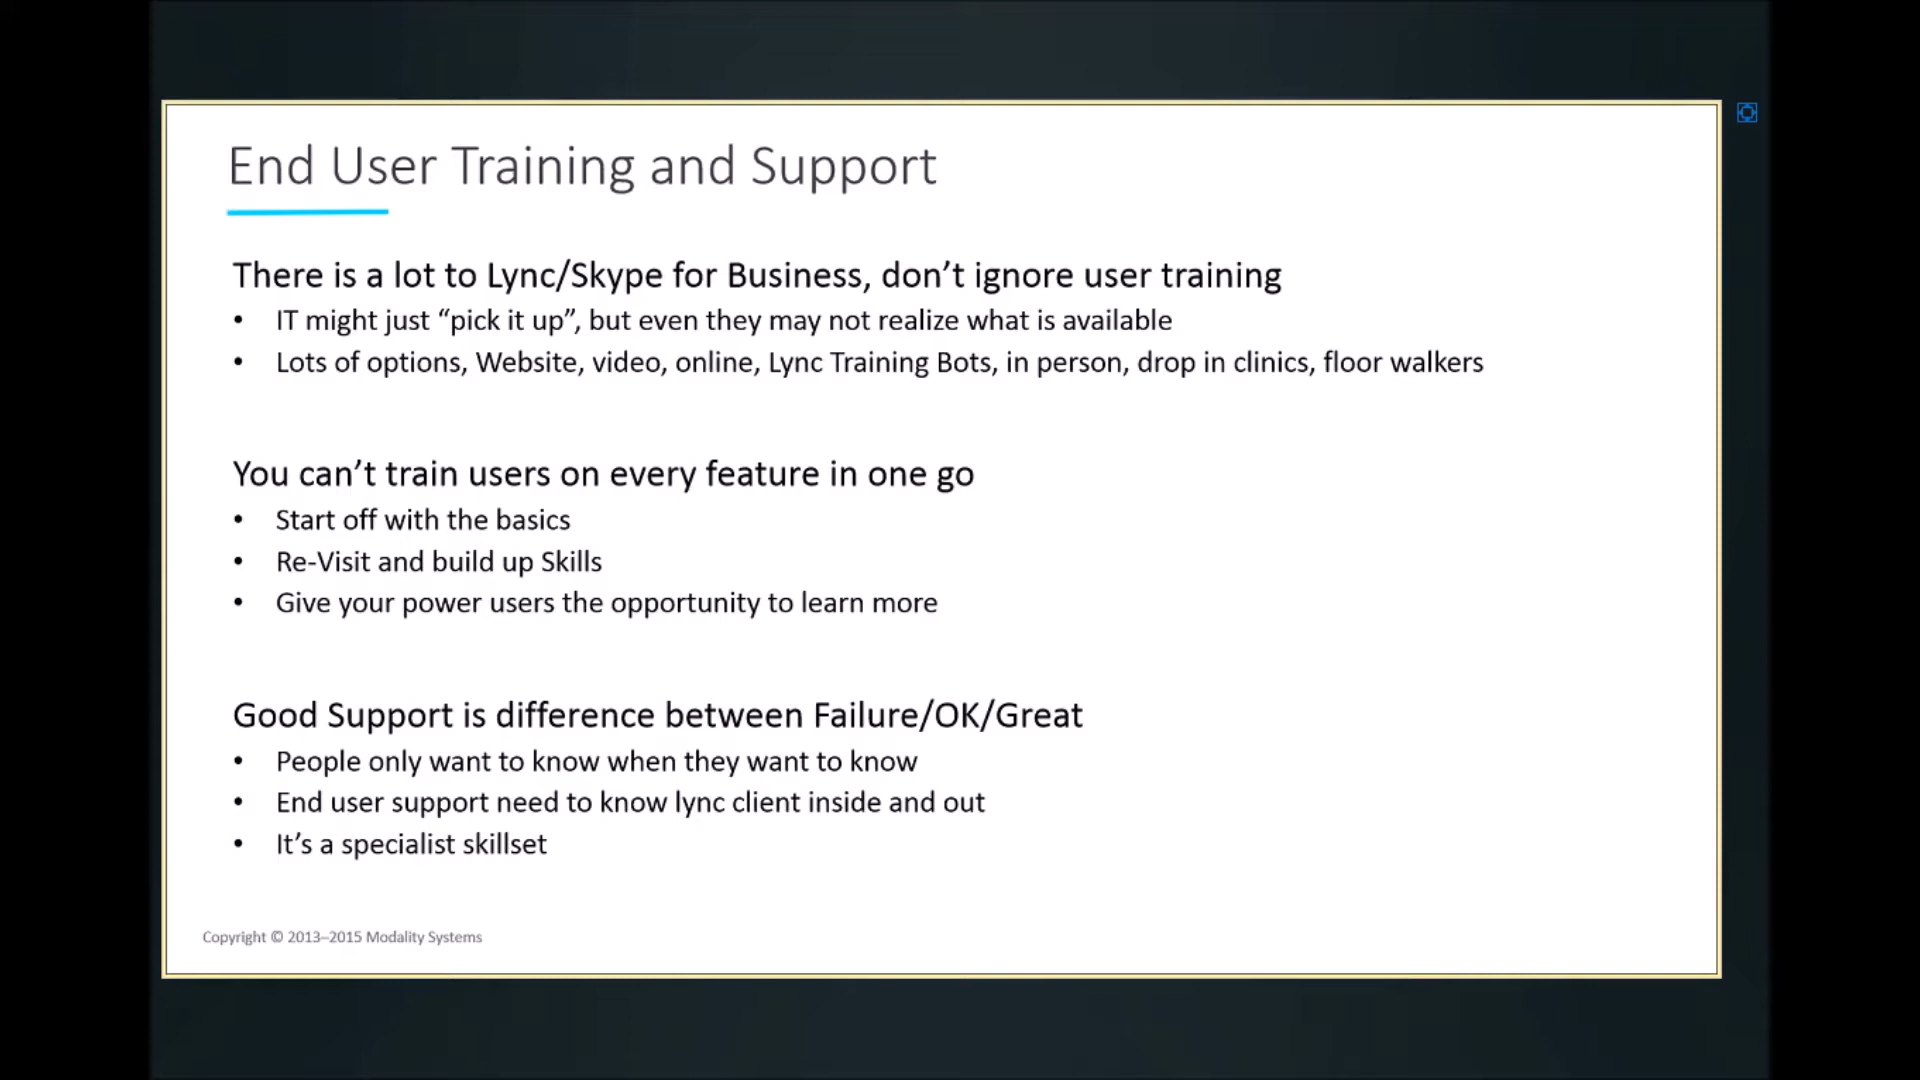 End User Training and Support
There is a lot to Lync/Skype for Business, don’t ignore user training
• IT might just “pick it up”, but even they may not realize what is available
• Lots of options, Website, video, online, Lync Training Bots, in person, drop in clinics, floor walkers
You can’t train users on every feature in one go
• Start off with the basics
• Re-Visit and build up Skills
• Give your power users the opportunity to learn more
Good Support is difference between Failure/OK/Great
• People only want to know when they want to know
• End user support need to know lync client inside and out
• It’s a specialist skillset
Copyright © 2013–2015 Modality Systems